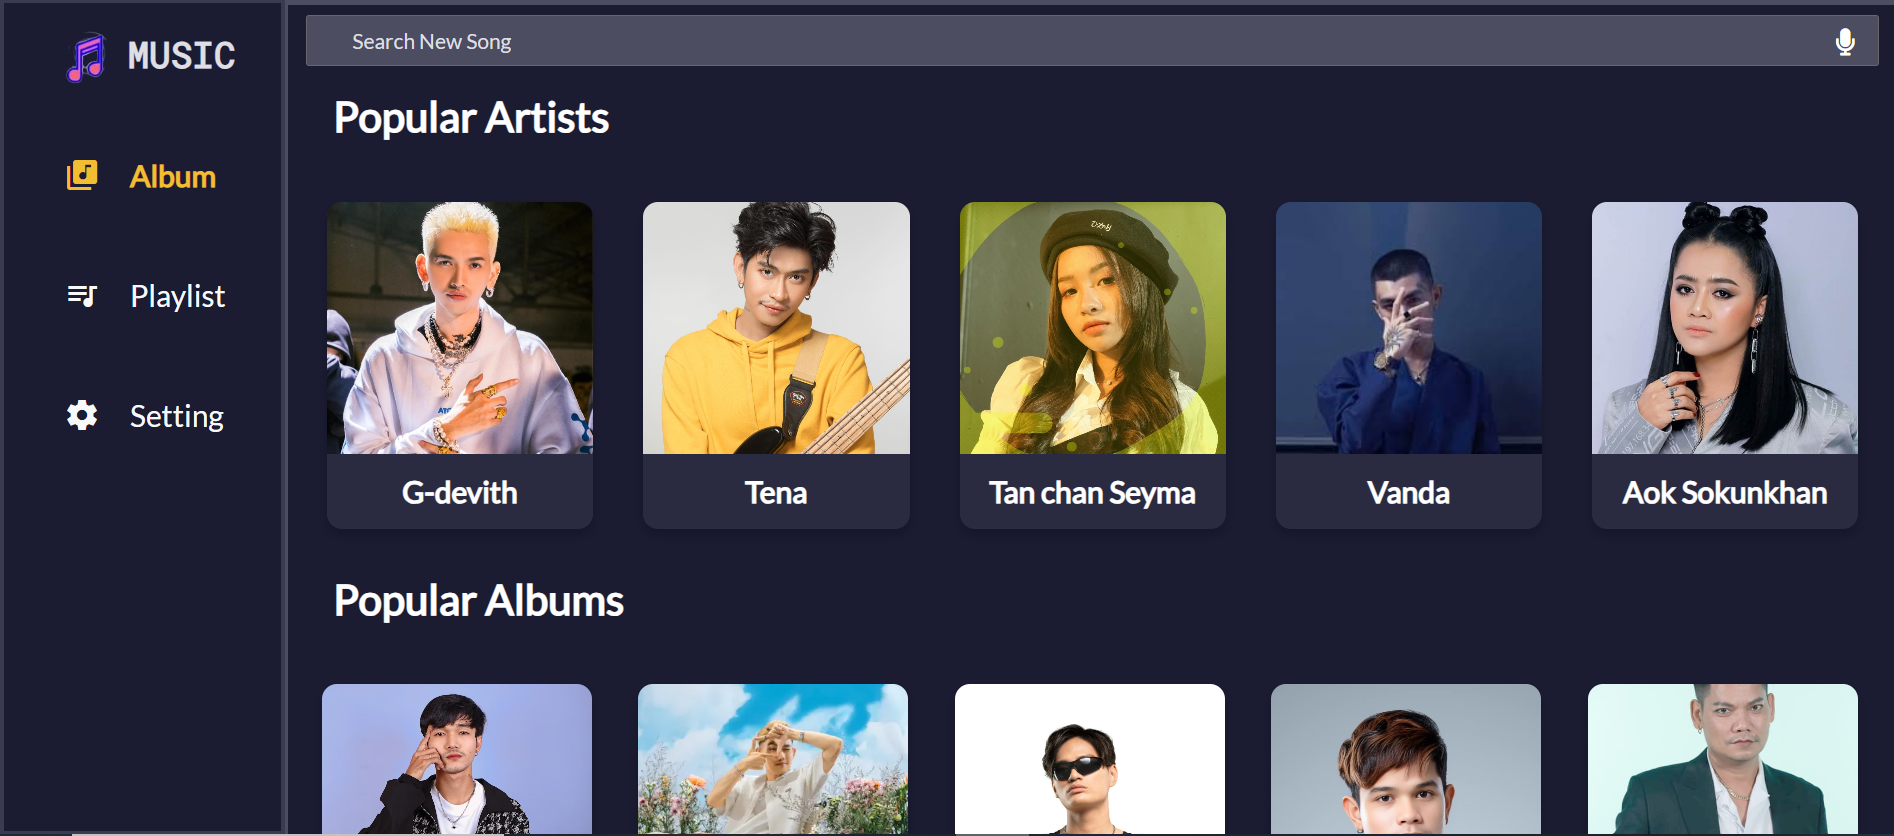 MUSIC
Search New Song
Album
Playlist
Setting
Popular Artists
G-devith
Tena
Tan chan Seyma
Vanda
Aok Sokunkhan
Popular Albums